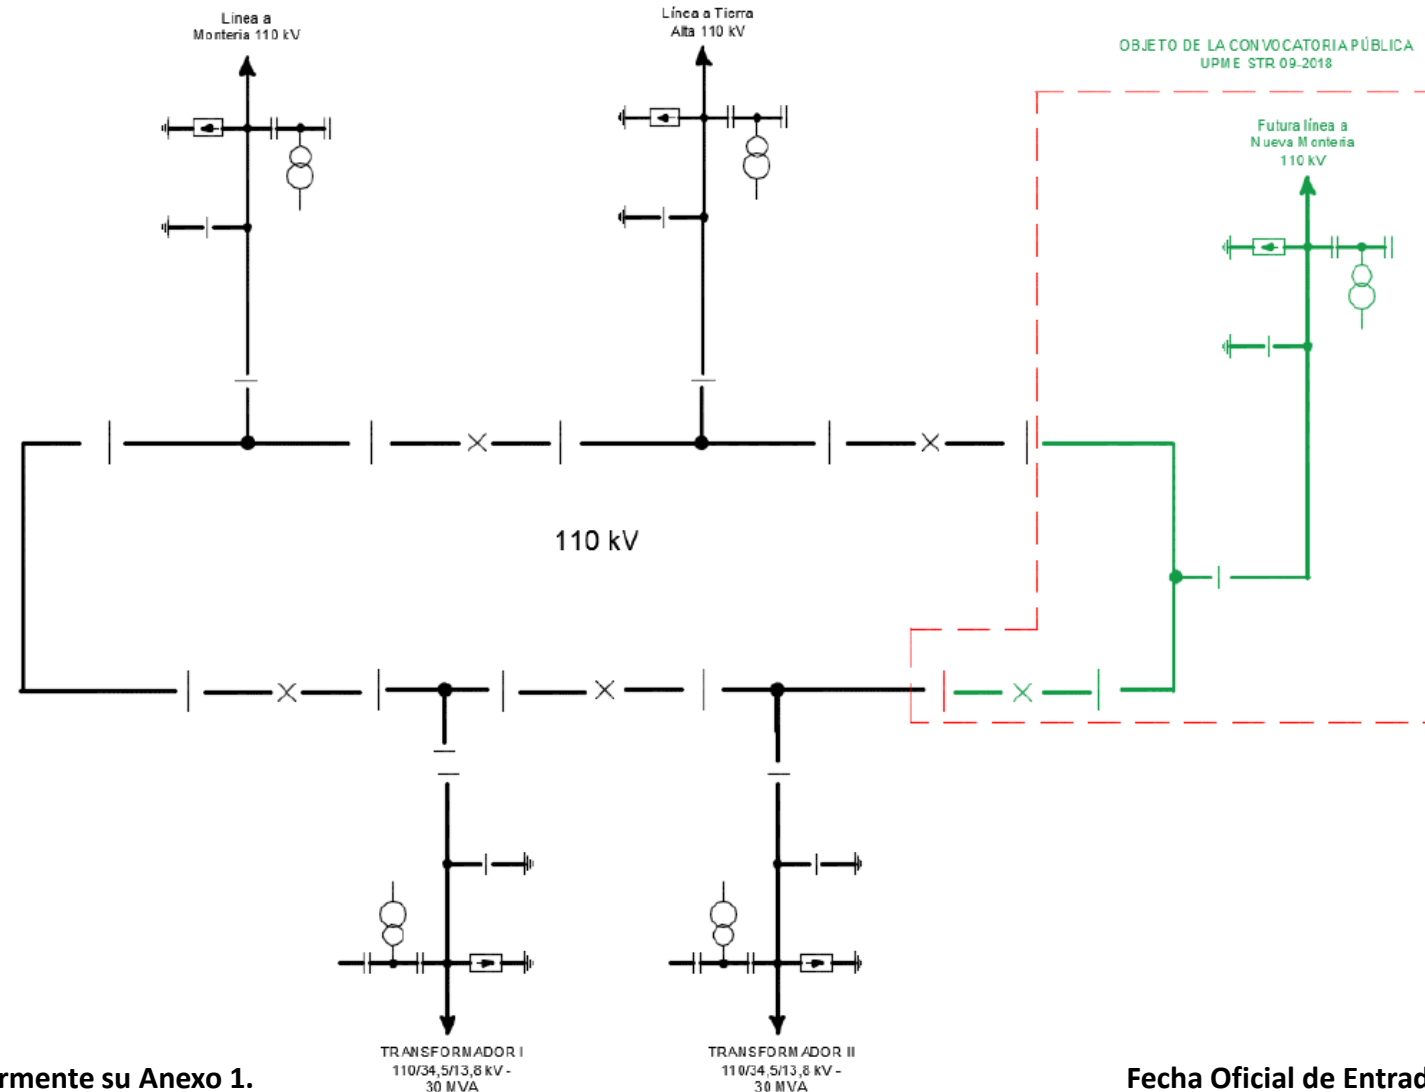 Línea a
Monteria 110 kV
Línea a Tierra
Alta 110 kV
OBJETO DE LA CONVOCATORIA PÚBLICA
UPME STR 09-2018
Futura línea a
Nueva Monteria
110 kV
110 kV
TRANSFORMADOR I
110/34,5/13,8 kV -
30 MVA
TRANSFORMADOR II
110/34,5/13,8 kV -
30 MVA
rmente su Anexo 1.
Fecha Oficial de Entrad